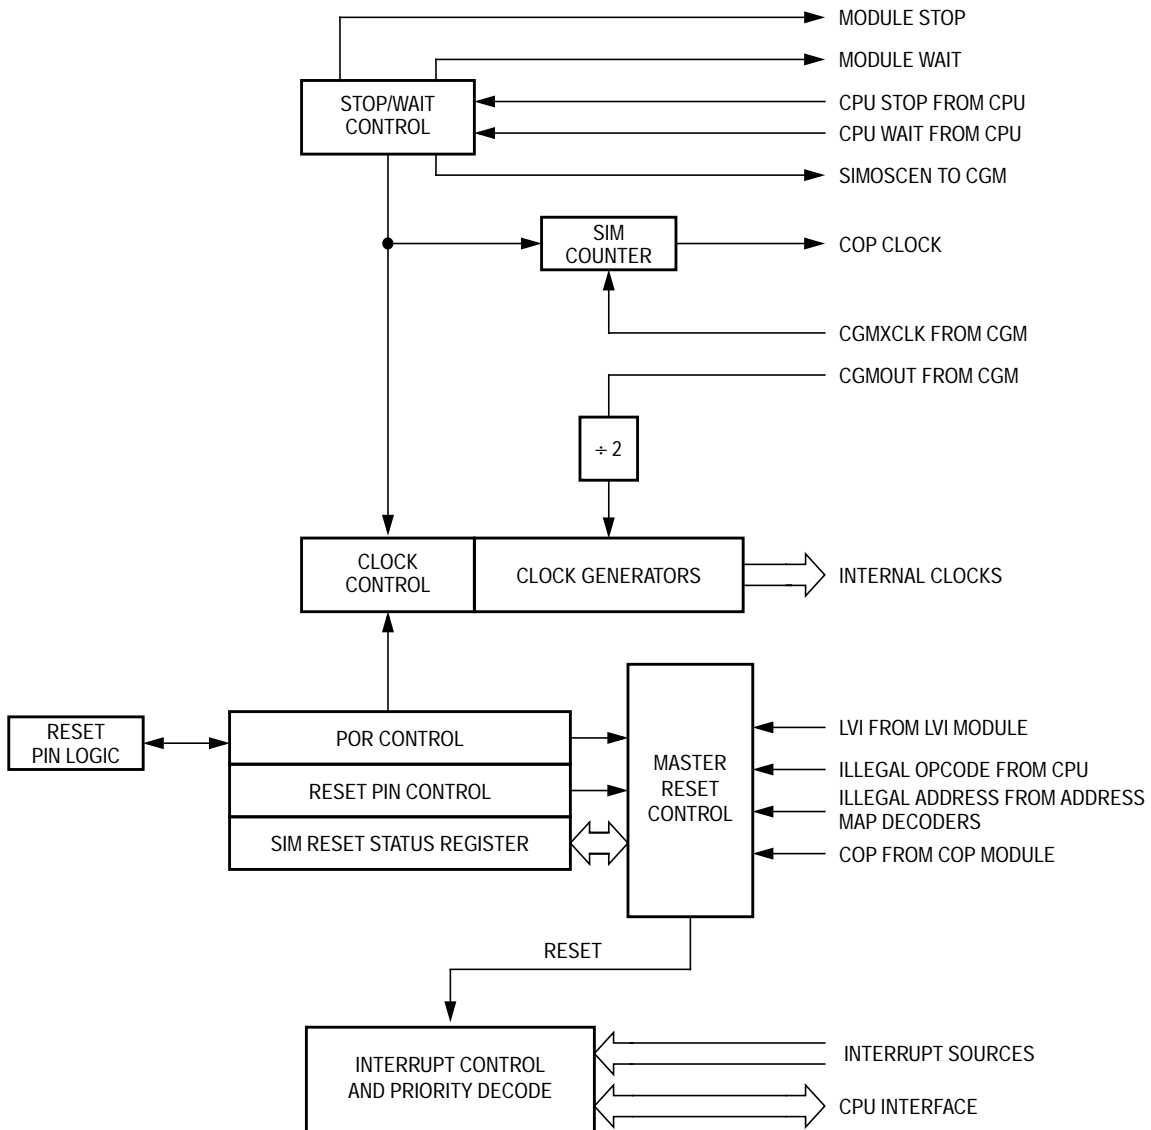 MODULE STOP
MODULE WAIT
STOP/WAIT
CONTROL
CPU STOP FROM CPU
CPU WAIT FROM CPU
SIMOSCEN TO CGM
SIM
COUNTER
COP CLOCK
CGMXCLK FROM CGM
CGMOUT FROM CGM
÷ 2
CLOCK
CONTROL
CLOCK GENERATORS
INTERNAL CLOCKS
RESET
PIN LOGIC
POR CONTROL
RESET PIN CONTROL
SIM RESET STATUS REGISTER
MASTER
RESET
CONTROL
LVI FROM LVI MODULE
ILLEGAL OPCODE FROM CPU
ILLEGAL ADDRESS FROM ADDRESS
MAP DECODERS
COP FROM COP MODULE
RESET
INTERRUPT CONTROL
AND PRIORITY DECODE
INTERRUPT SOURCES
CPU INTERFACE